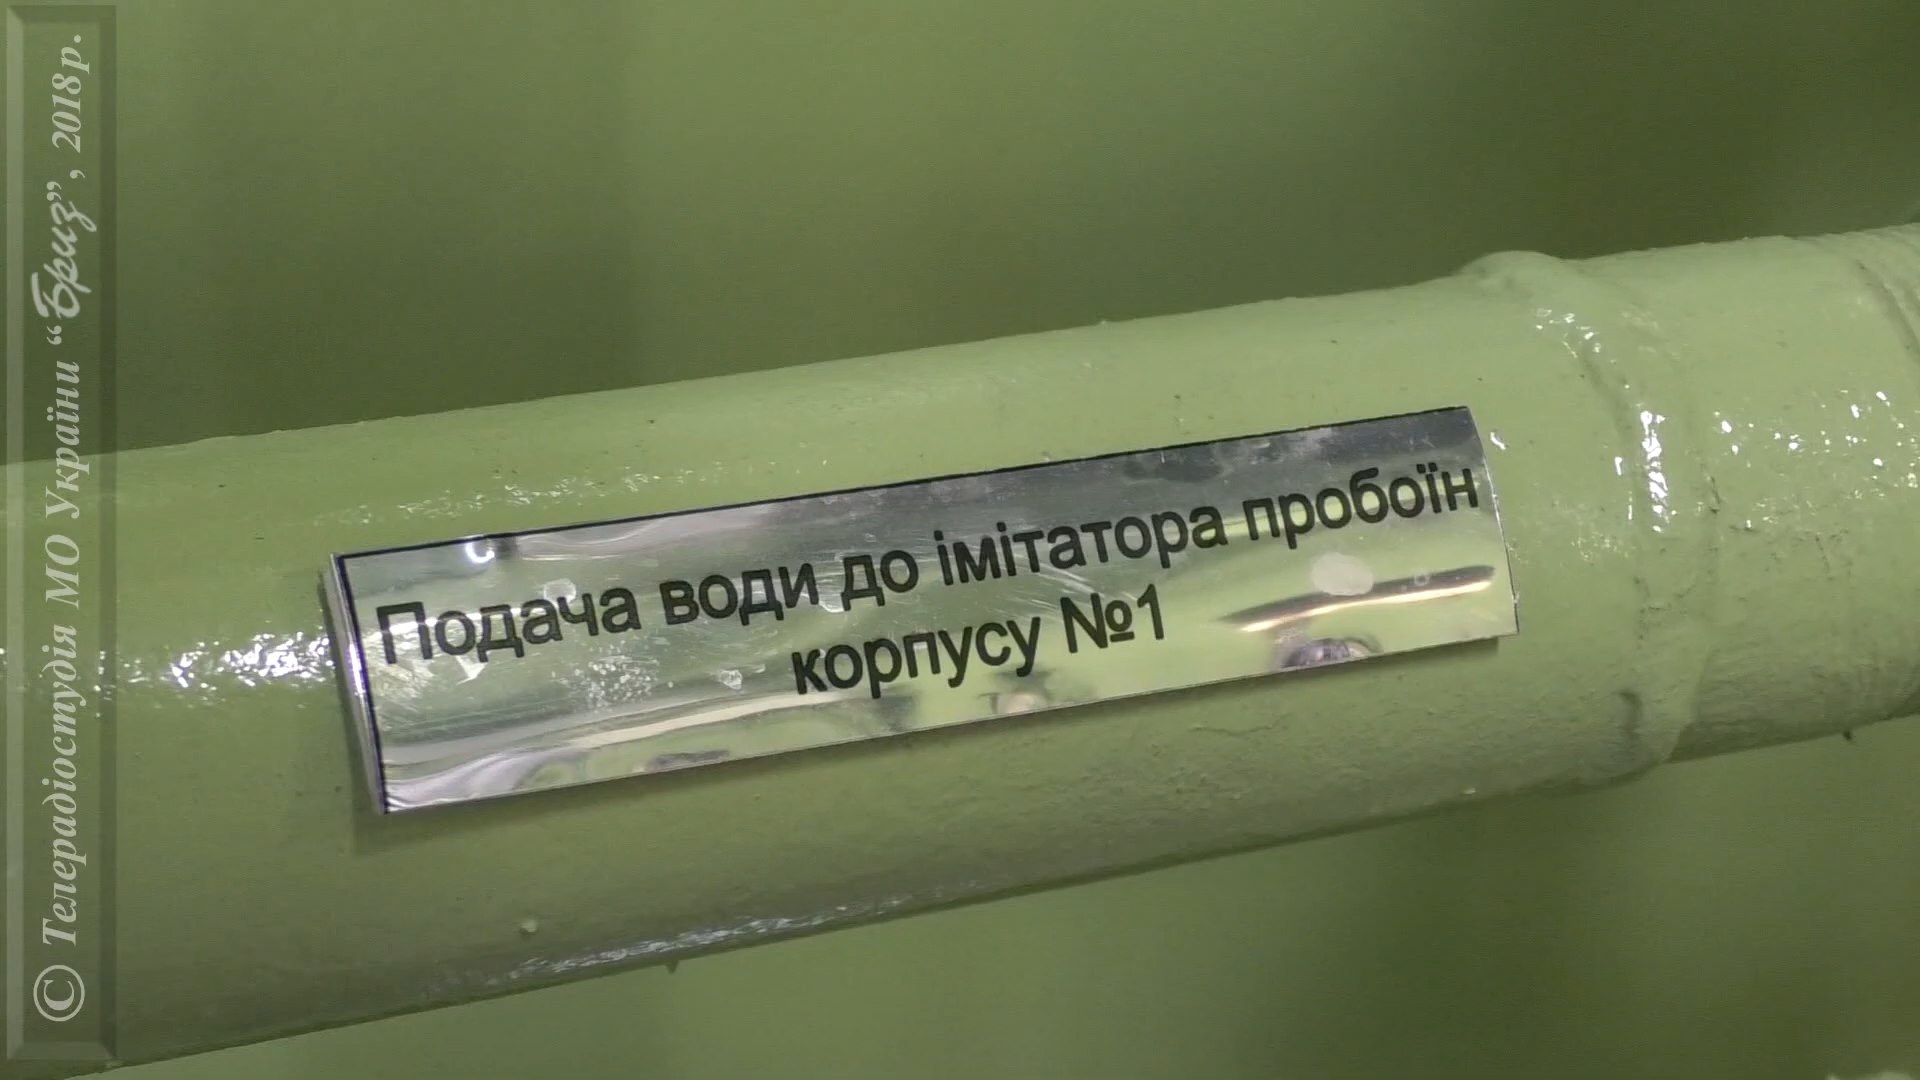 Подача води до імітатора пробоїн
корпусу №1
© Телерадіостудія МО України “Бриз”, 2018р.